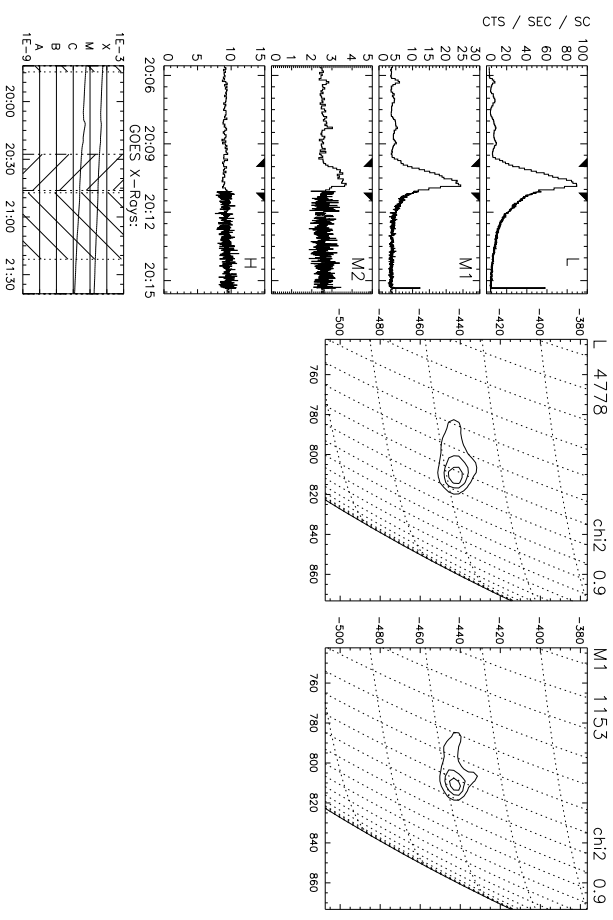 CTS / SEC / SC
100
80
60
40
20
0
L
30
25
20
15
10
5
0
M1
5
4
3
2
1
0
M2
15
10
5
0
H
20:06 20:09 20:12 20:15
GOES X-Rays:
1E-3
X
M
C
B
A
1E-9
20:00 20:30 21:00 21:30
L 4778 chi2 0.9
-380
-400
-420
-440
-460
-480
-500
760 780 800 820 840 860
M1 1153 chi2 0.9
-380
-400
-420
-440
-460
-480
-500
760 780 800 820 840 860